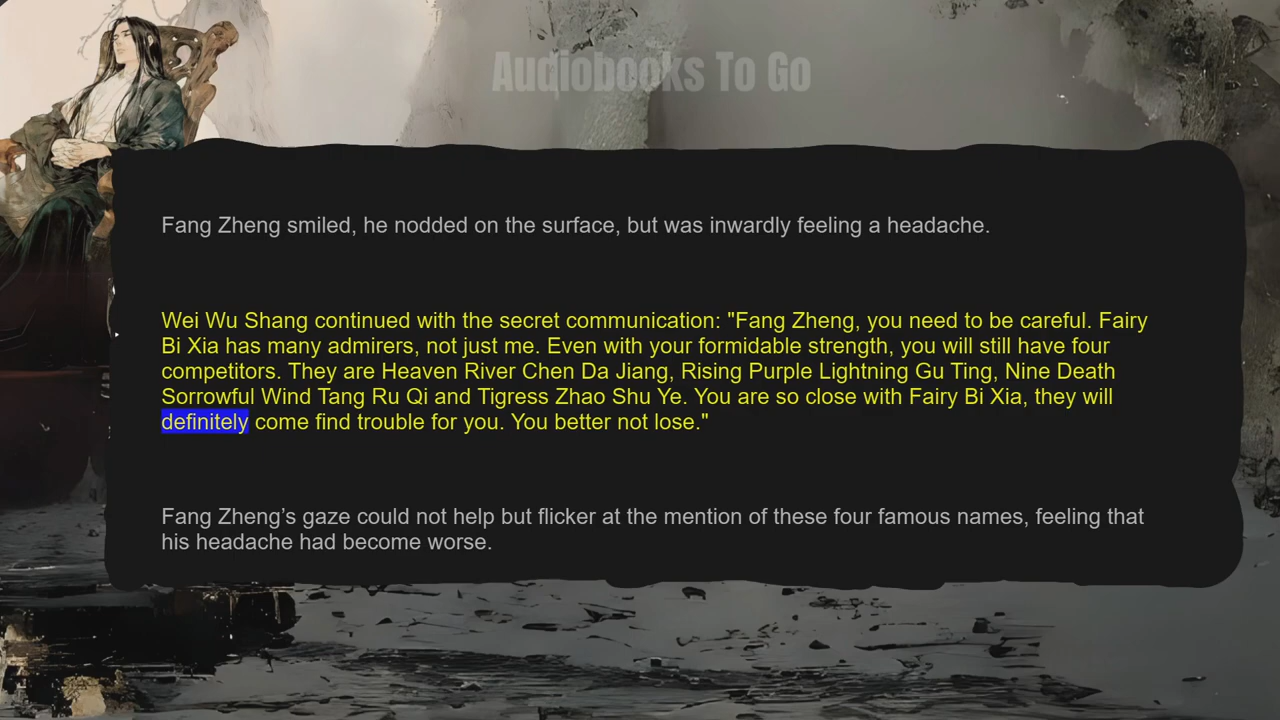 Audiobooks To Go
Fang Zheng smiled, he nodded on the surface, but was inwardly feeling a headache.
Wei Wu Shang continued with the secret communication: "Fang Zheng, you need to be careful. Fairy
Bi Xia has many admirers, not just me. Even with your formidable strength, you will still have four
competitors. They are Heaven River Chen Da Jiang, Rising Purple Lightning Gu Ting, Nine Death
Sorrowful Wind Tang Ru Qi and Tigress Zhao Shu Ye. You are so close with Fairy Bi Xia, they will
definitely come find trouble for you. You better not lose."
Fang Zheng’s gaze could not help but flicker at the mention of these four famous names, feeling that
his headache had become worse.